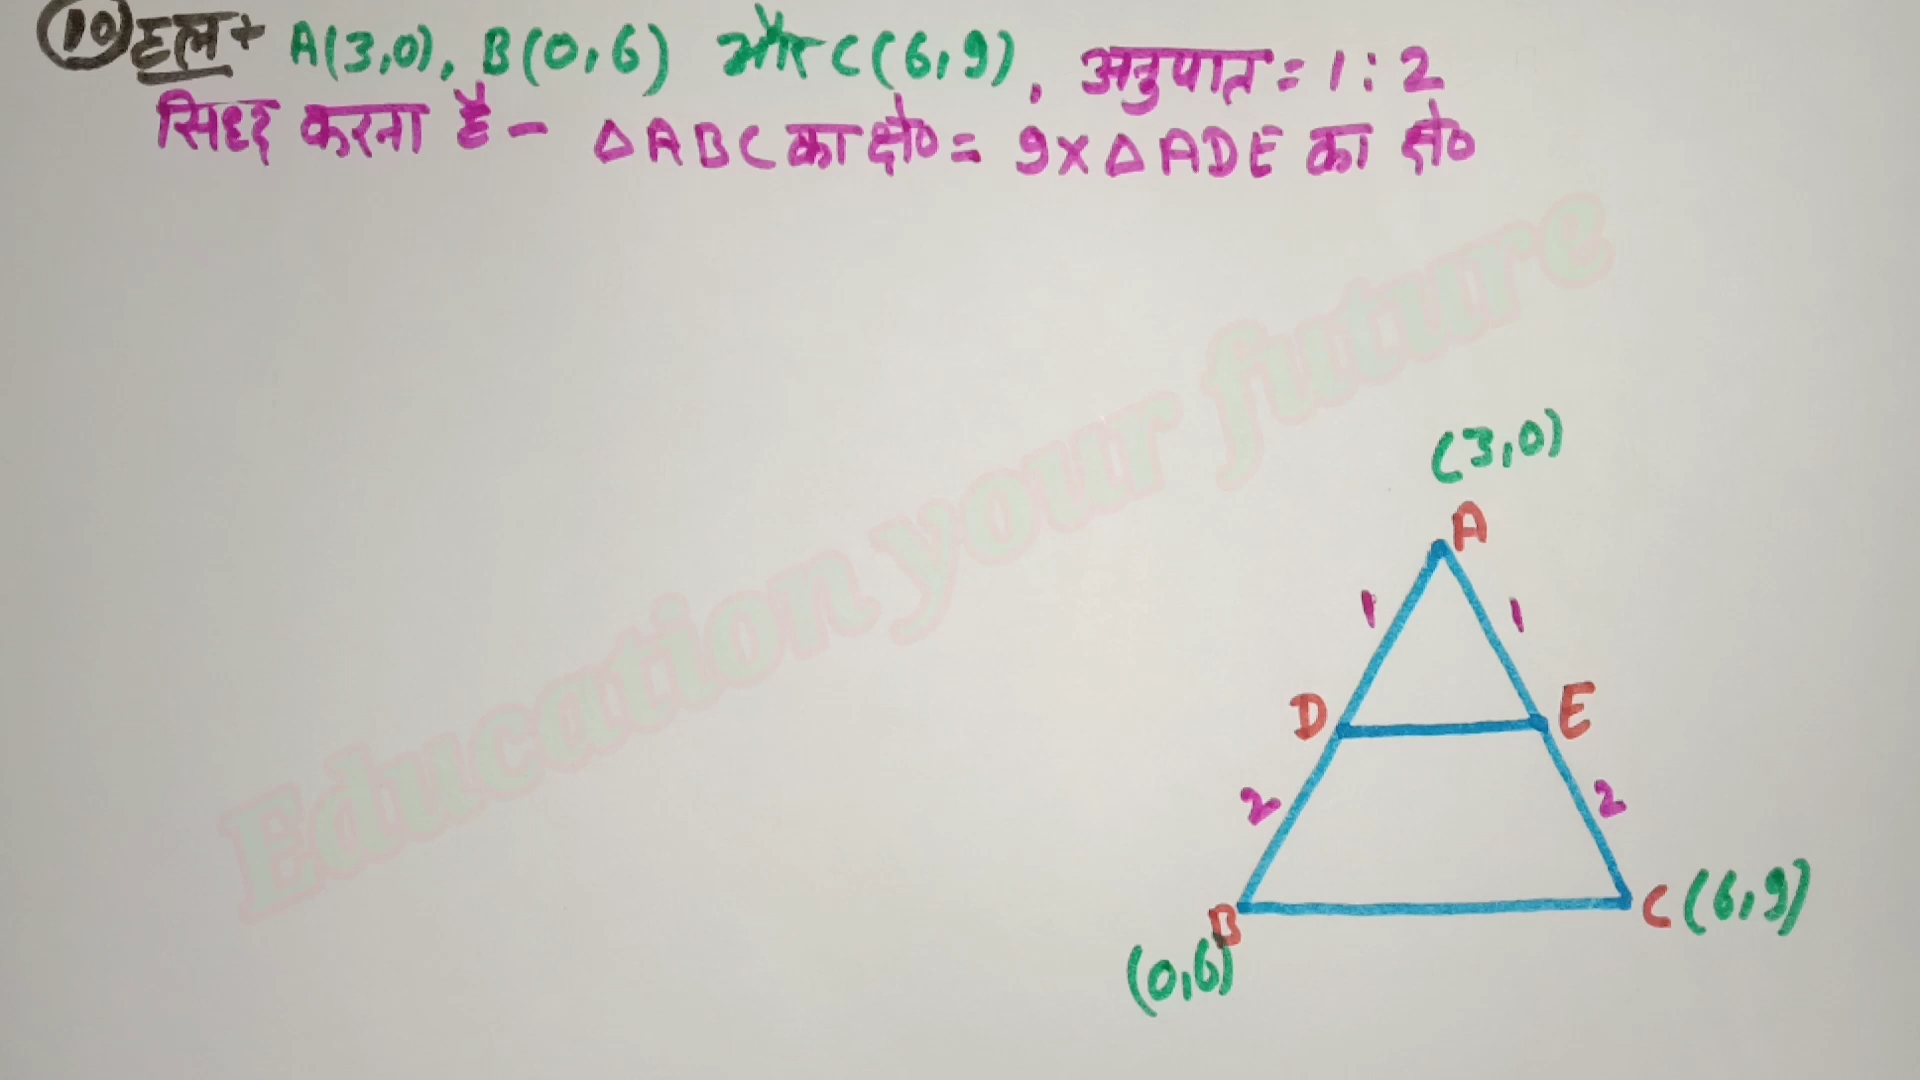 10 हल→ A(3,0), B(0,6) और C(6,9), अनुपात = 1:2
सिध्द करना है - △ABC का क्षे० = 9×△ADE का क्षे०
Education your future
(3,0)
A
1 1
D E
2 2
B C (6,9)
(0,6)